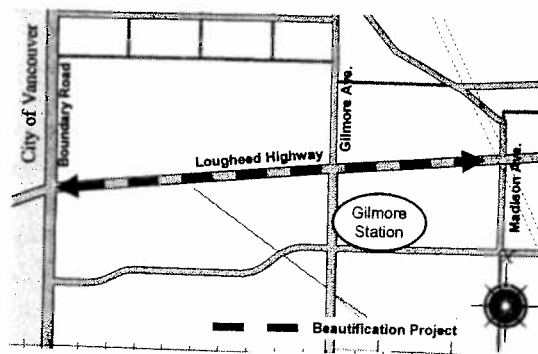 City of Vancouver
Boundary Road
Gilmore Ave.
Lougheed Highway
Madison Ave.
Gilmore
Station
Beautification Project